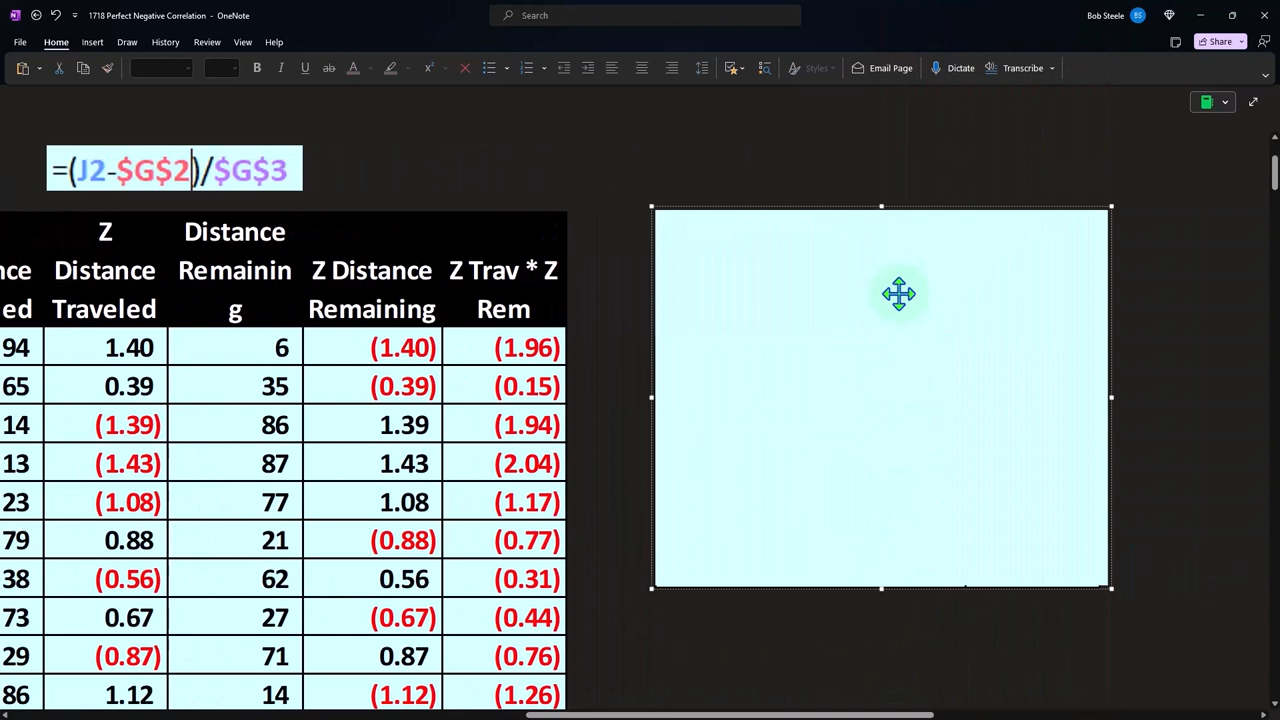 1718 Perfect Negative Correlation - OneNote
Search
Bob Steele BS
File Home Insert Draw History Review View Help
Share
B I U ab A x Styles Email Page Dictate Transcribe
=(J2-$G$2)/$G$3
Z Distance
nce Distance Remainin Z Distance Z Trav * Z
ed Traveled g Remaining Rem
94 1.40 6 (1.40) (1.96)
65 0.39 35 (0.39) (0.15)
14 (1.39) 86 1.39 (1.94)
13 (1.43) 87 1.43 (2.04)
23 (1.08) 77 1.08 (1.17)
79 0.88 21 (0.88) (0.77)
38 (0.56) 62 0.56 (0.31)
73 0.67 27 (0.67) (0.44)
29 (0.87) 71 0.87 (0.76)
86 1.12 14 (1.12) (1.26)